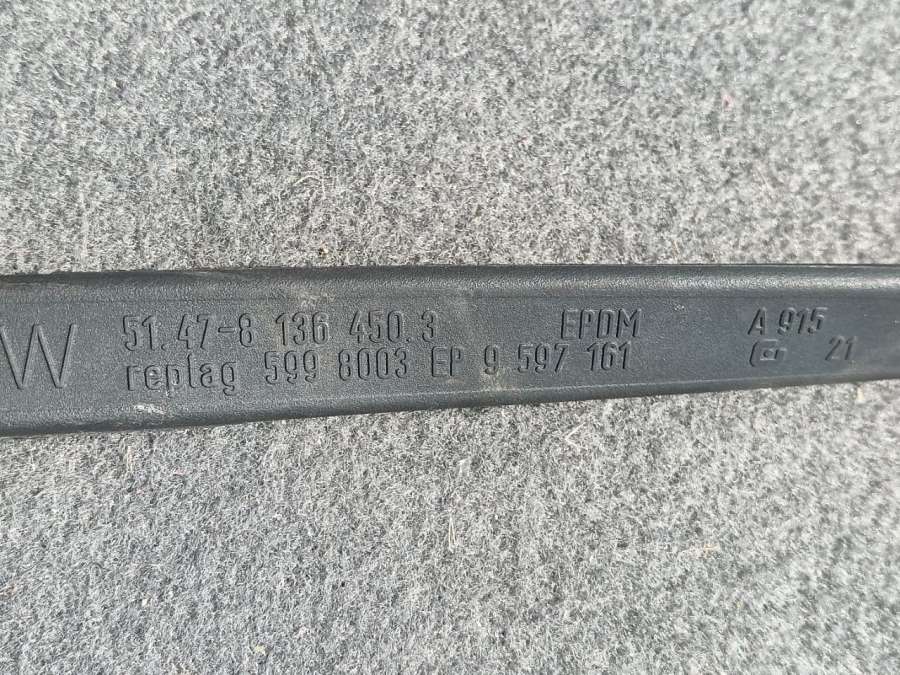 W
51.47-8 136 450.3 EPDM A 915
replag 599 8003 EP 9 597 161 21